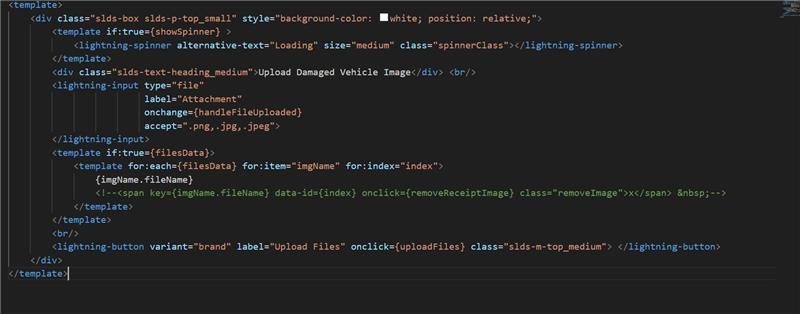 <template>
<div class="slds-box slds-p-top_small" style="background-color: white; position: relative;">
<template if:true={showSpinner} >
<lightning-spinner alternative-text="Loading" size="medium" class="spinnerClass"></lightning-spinner>
</template>
<div class="slds-text-heading_medium">Upload Damaged Vehicle Image</div> <br/>
<lightning-input type="file"
label="Attachment"
onchange={handleFileUploaded}
accept=".png,.jpg,.jpeg">
</lightning-input>
<template if:true={filesData}>
<template for:each={filesData} for:item="imgName" for:index="index">
{imgName.fileName}
<!--<span key={imgName.fileName} data-id={index} onclick={removeReceiptImage} class="removeImage">x</span> &nbsp;-->
</template>
</template>
<br/>
<lightning-button variant="brand" label="Upload Files" onclick={uploadFiles} class="slds-m-top_medium"> </lightning-button>
</div>
</template>